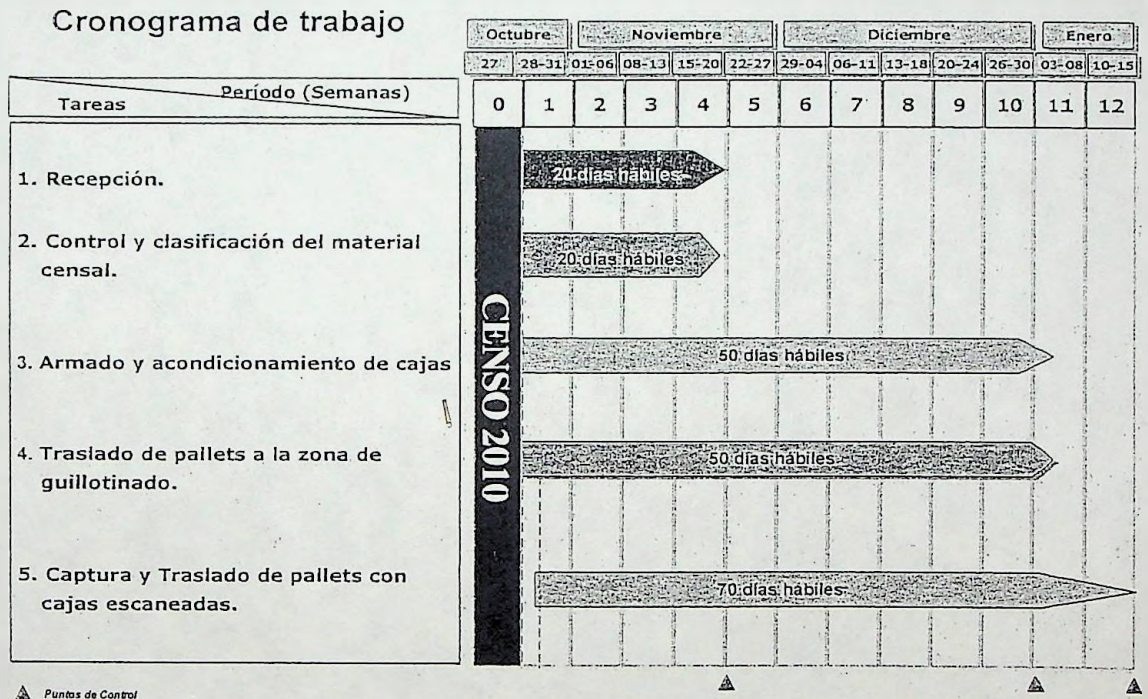 Cronograma de trabajo
Octubre Noviembre Diciembre Enero
27 28-31 01-06 08-13 15-20 22-27 29-04 06-11 13-18 20-24 26-30 03-08 10-15
Tareas Período (Semanas)
0 1 2 3 4 5 6 7 8 9 10 11 12
CENSO 2010
1. Recepción.
20 días hábiles
2. Control y clasificación del material
censal.
20 días hábiles
3. Armado y acondicionamiento de cajas
50 días hábiles
4. Traslado de pallets a la zona de
guillotinado.
50 días hábiles
5. Captura y Traslado de pallets con
cajas escaneadas.
70 días hábiles
Puntos de Control